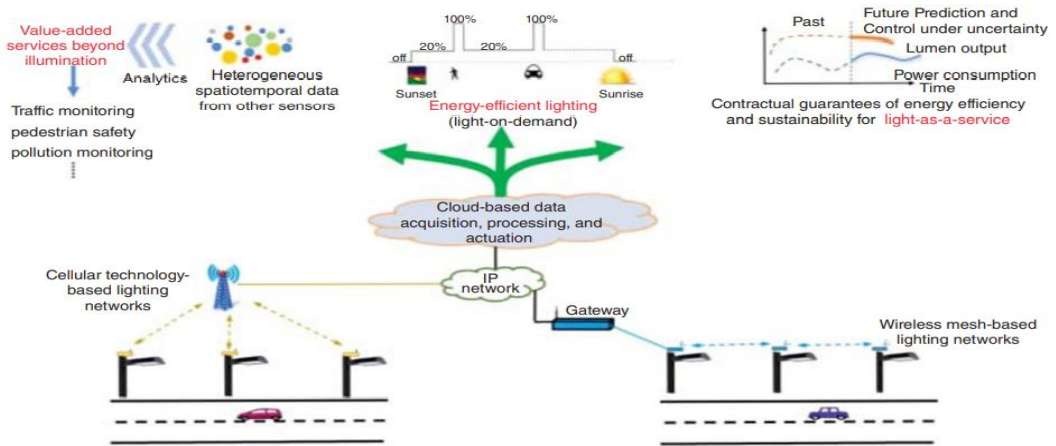 Value-added
services beyond
illumination
Analytics
Heterogeneous
spatiotemporal data
from other sensors
Traffic monitoring
pedestrian safety
pollution monitoring
100%
100%
20%
20%
off
off
Sunset
Sunrise
Energy-efficient lighting
(light-on-demand)
Past
Future Prediction and
Control under uncertainty
Lumen output
Power consumption
Time
Contractual guarantees of energy efficiency
and sustainability for light-as-a-service
Cloud-based data
acquisition, processing, and
actuation
Cellular technology-
based lighting
networks
IP
network
Gateway
Wireless mesh-based
lighting networks